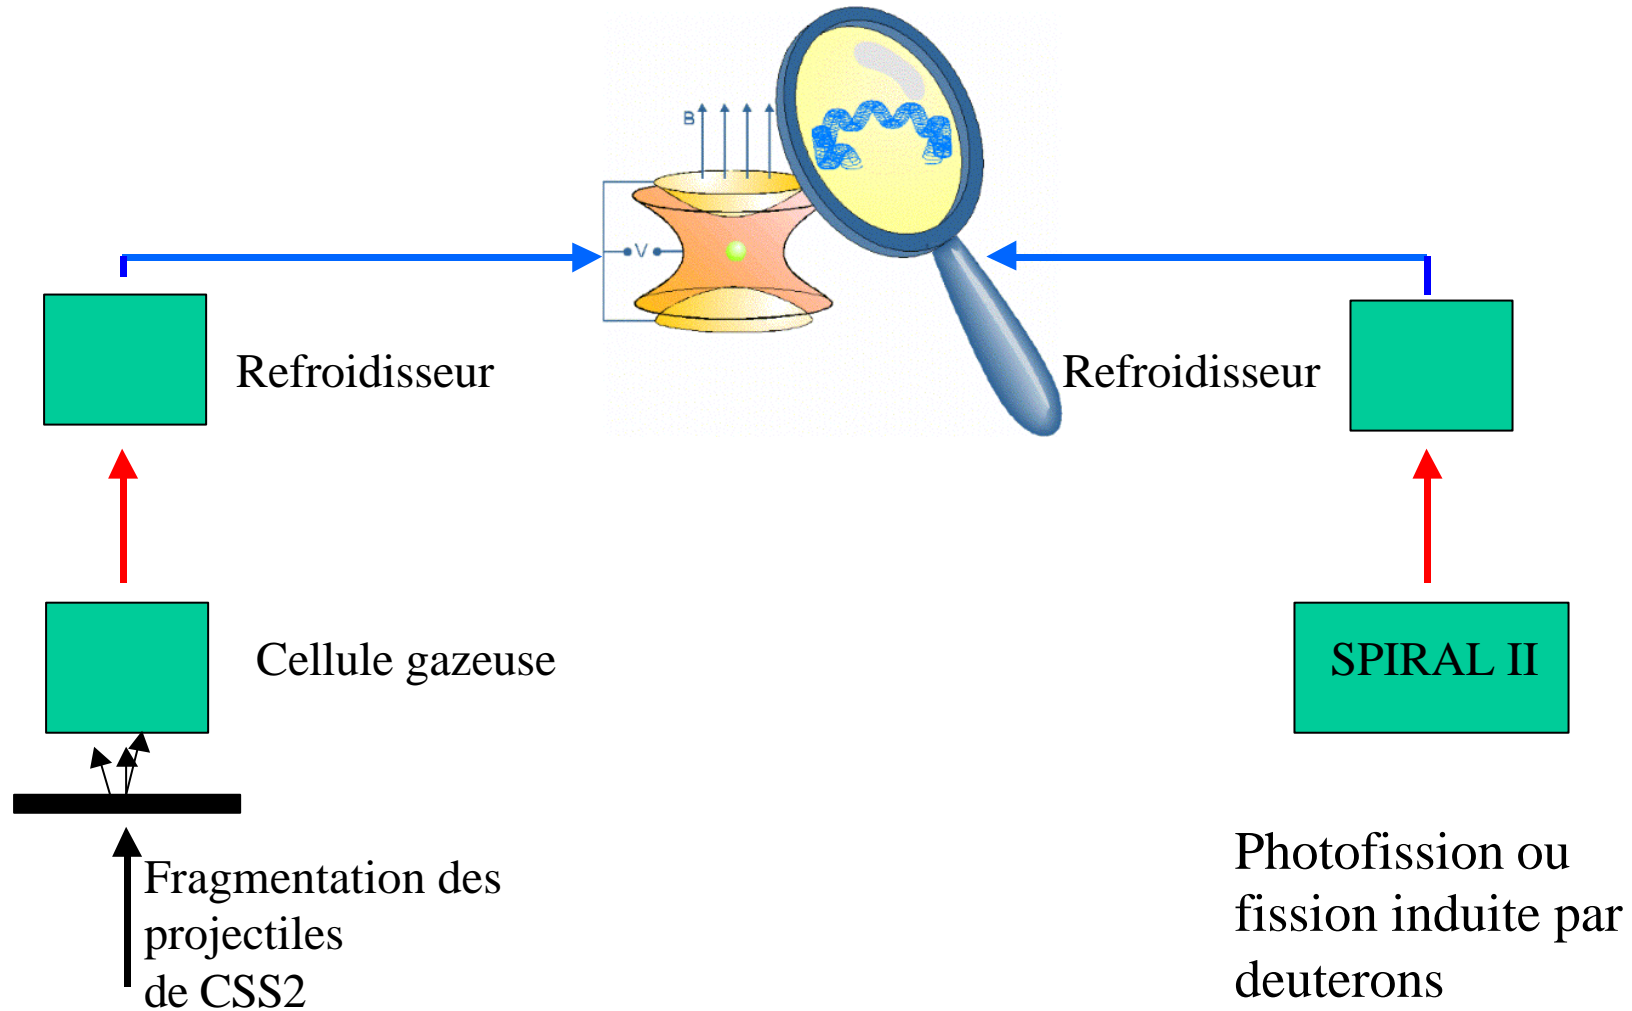 B
V
Refroidisseur
Refroidisseur
Cellule gazeuse
SPIRAL II
Fragmentation des
projectiles
de CSS2
Photofission ou
fission induite par
deuterons